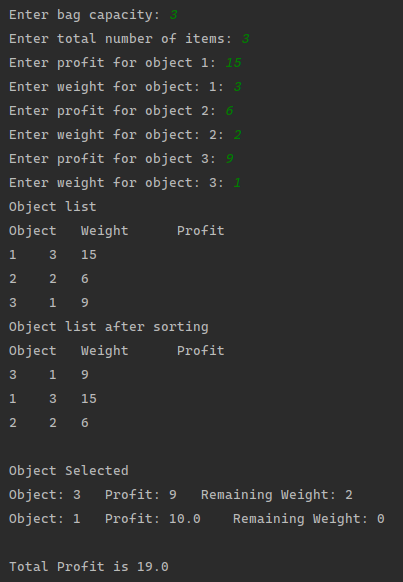 Enter bag capacity: 3
Enter total number of items: 3
Enter profit for object 1: 15
Enter weight for object: 1: 3
Enter profit for object 2: 6
Enter weight for object: 2: 2
Enter profit for object 3: 9
Enter weight for object: 3: 1
Object list
Object   Weight      Profit
1    3   15
2    2   6
3    1   9
Object list after sorting
Object   Weight      Profit
3    1   9
1    3   15
2    2   6
Object Selected
Object: 3   Profit: 9   Remaining Weight: 2
Object: 1   Profit: 10.0    Remaining Weight: 0
Total Profit is 19.0